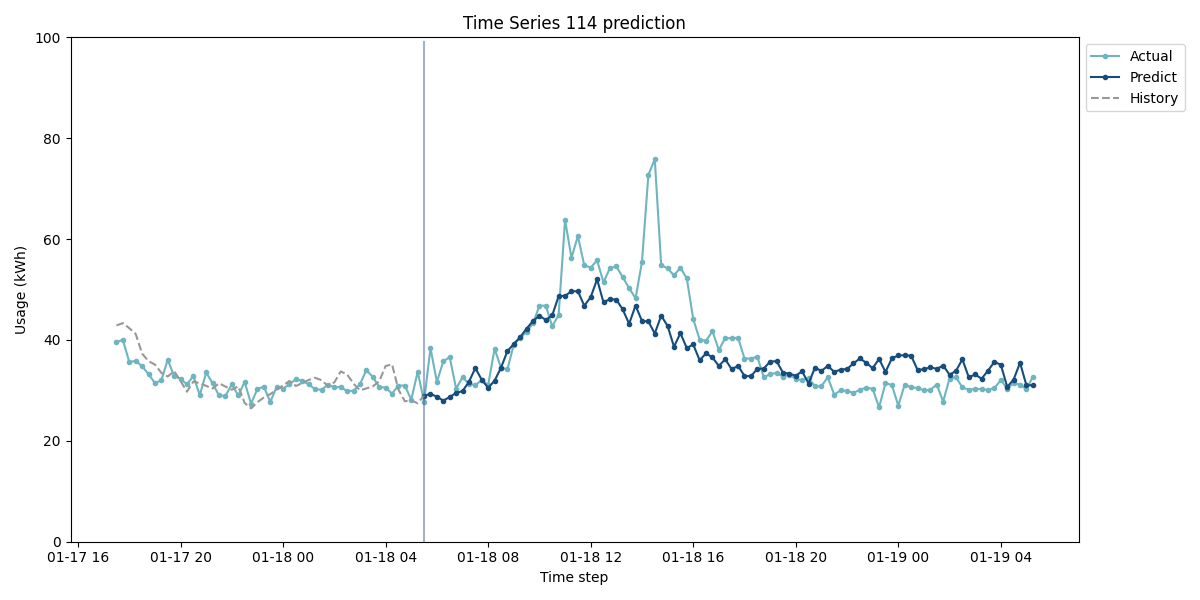 Time Series 114 prediction
Usage (kWh)
100
80
60
40
20
0
01-17 16
01-17 20
01-18 00
01-18 04
01-18 08
01-18 12
01-18 16
01-18 20
01-19 00
01-19 04
Time step
Actual
Predict
History